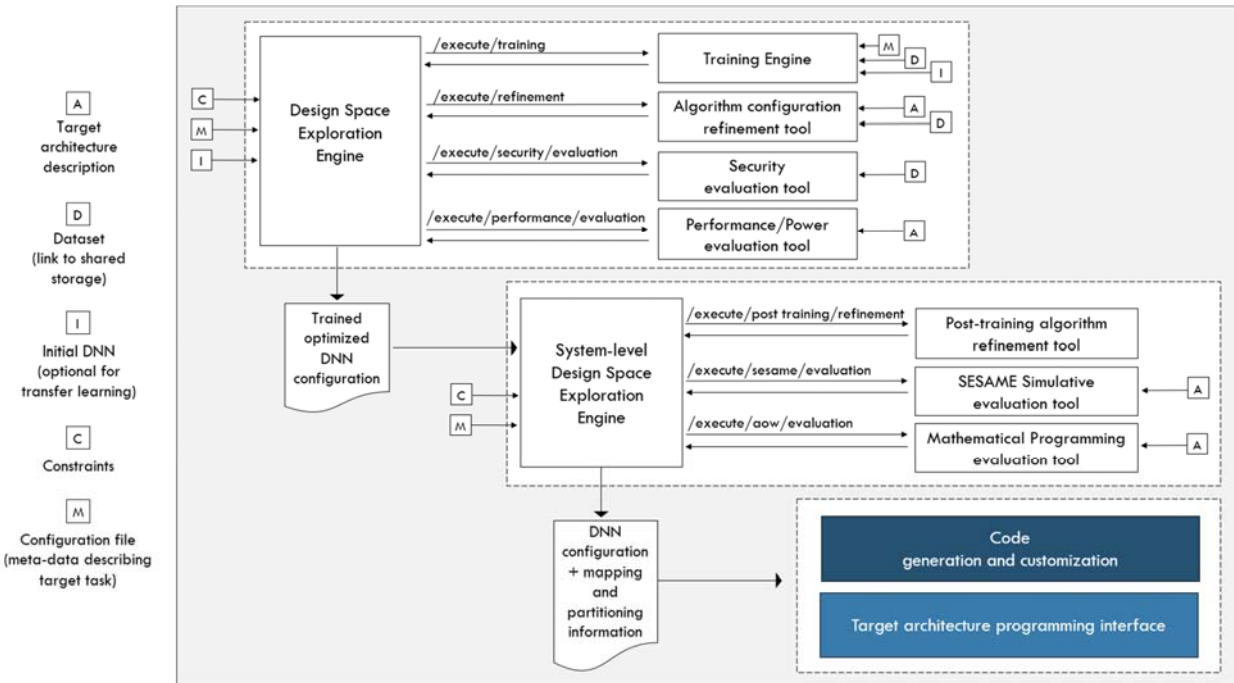 A
Target
architecture
description
D
Dataset
(link to shared
storage)
I
Initial DNN
(optional for
transfer learning)
C
Constraints
M
Configuration file
(meta-data describing
target task)
C
M
I
Design Space
Exploration
Engine
/execute/training
/execute/refinement
/execute/security/evaluation
/execute/performance/evaluation
Training Engine
M
D
I
Algorithm configuration
refinement tool
A
D
Security
evaluation tool
D
Performance/Power
evaluation tool
A
Trained
optimized
DNN
configuration
C
M
System-level
Design Space
Exploration
Engine
/execute/post training/refinement
/execute/sesame/evaluation
/execute/aow/evaluation
Post-training algorithm
refinement tool
SESAME Simulative
evaluation tool
A
Mathematical Programming
evaluation tool
A
DNN
configuration
+ mapping
and
partitioning
information
Code
generation and customization
Target architecture programming interface